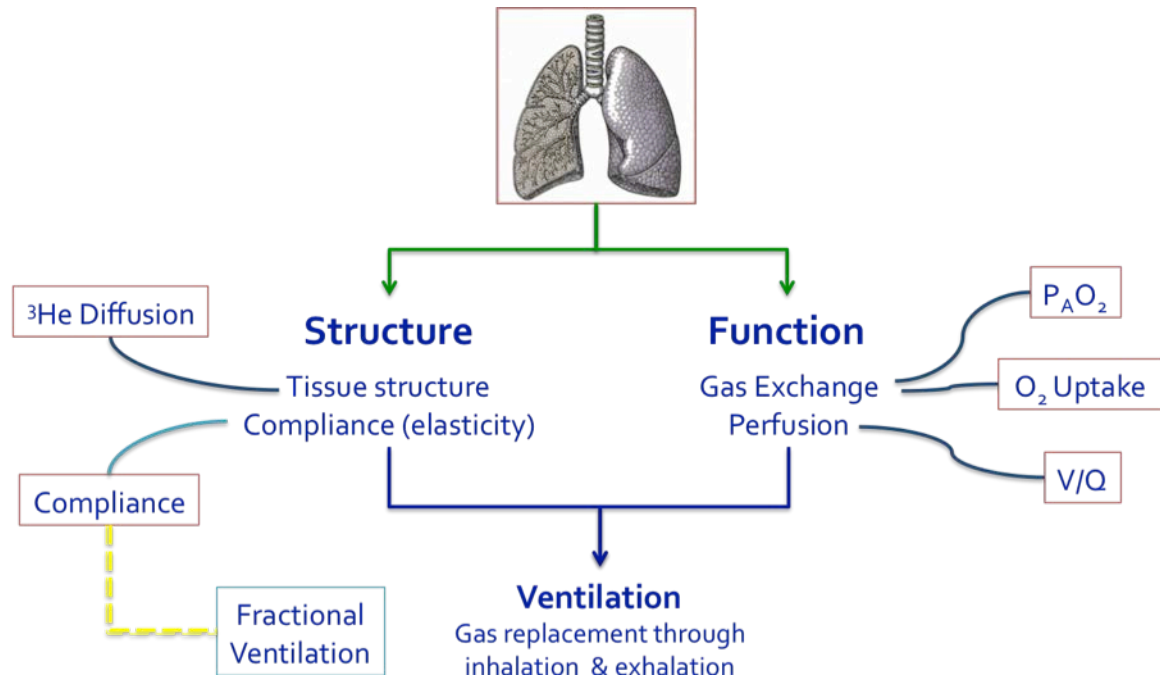 ³He Diffusion
Structure
Tissue structure
Compliance (elasticity)
Function
Gas Exchange
Perfusion
PAO₂
O₂ Uptake
V/Q
Compliance
Fractional
Ventilation
Ventilation
Gas replacement through
inhalation & exhalation